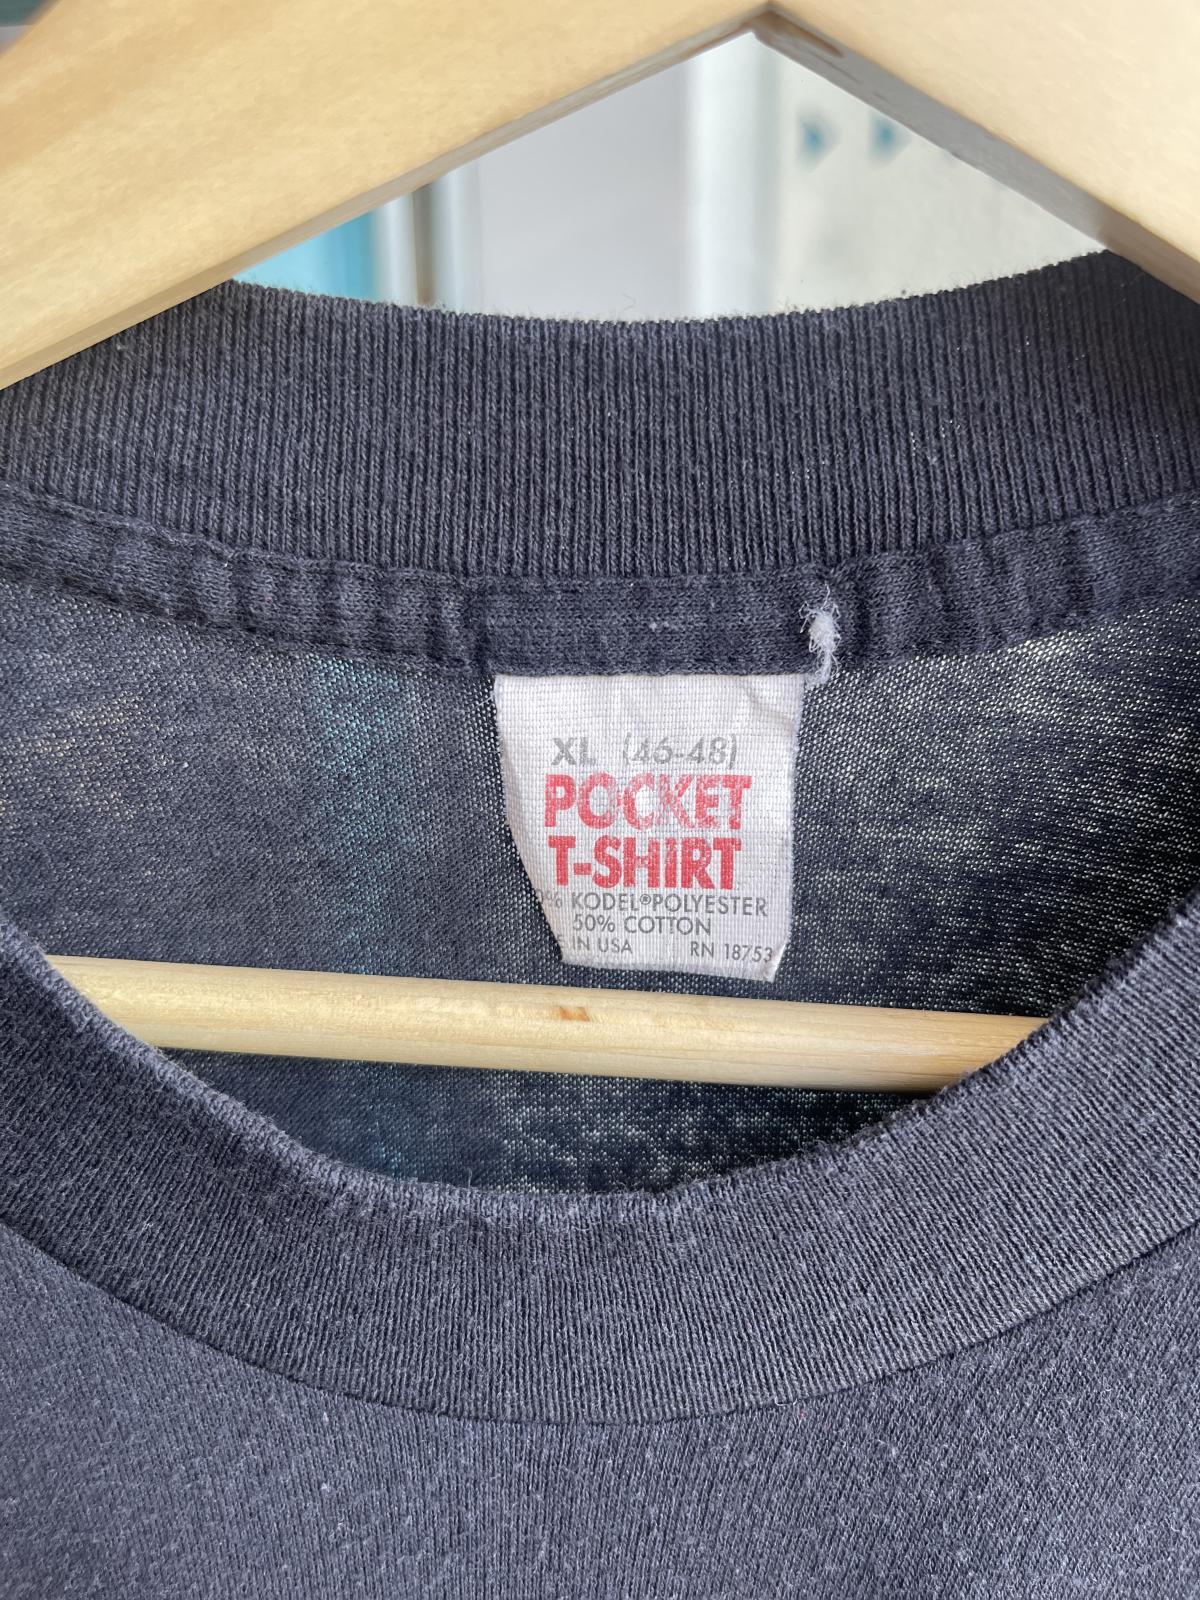 XL (46-48)
POCKET
T-SHIRT
% KODEL®POLYESTER
50% COTTON
IN USA RN 18753